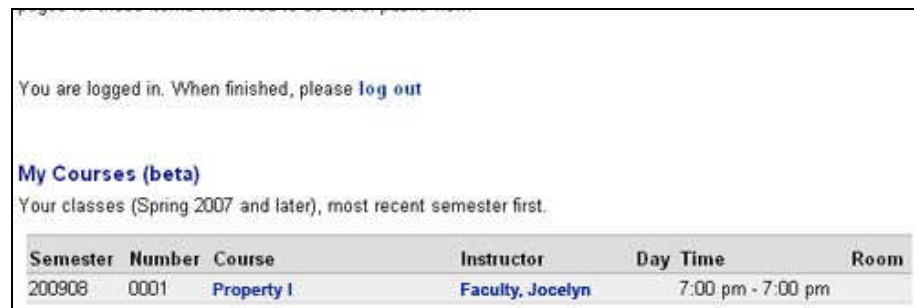 You are logged in. When finished, please log out
My Courses (beta)
Your classes (Spring 2007 and later), most recent semester first.
Semester Number Course Instructor Day Time Room
200908 0001 Property I Faculty, Jocelyn 7:00 pm - 7:00 pm